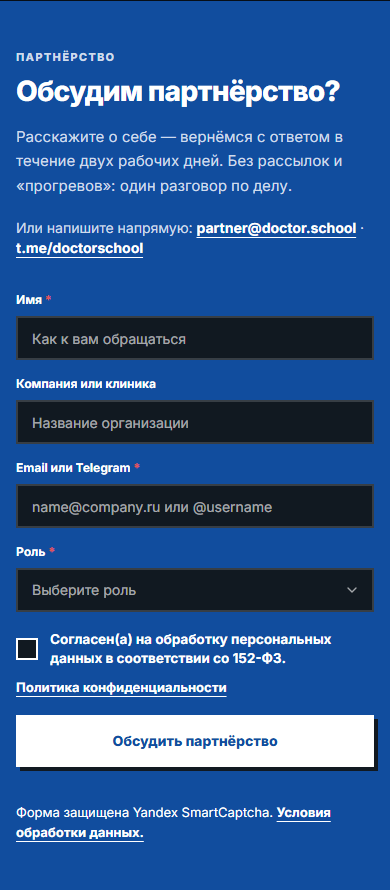 ПАРТНЁРСТВО
Обсудим партнёрство?
Расскажите о себе — вернёмся с ответом в
течение двух рабочих дней. Без рассылок и
«прогревов»: один разговор по делу.
Или напишите напрямую: partner@doctor.school ·
t.me/doctorschool
Имя *
Как к вам обращаться
Компания или клиника
Название организации
Email или Telegram *
name@company.ru или @username
Роль *
Выберите роль
Согласен(а) на обработку персональных
данных в соответствии со 152-ФЗ.
Политика конфиденциальности
Обсудить партнёрство
Форма защищена Yandex SmartCaptcha. Условия
обработки данных.